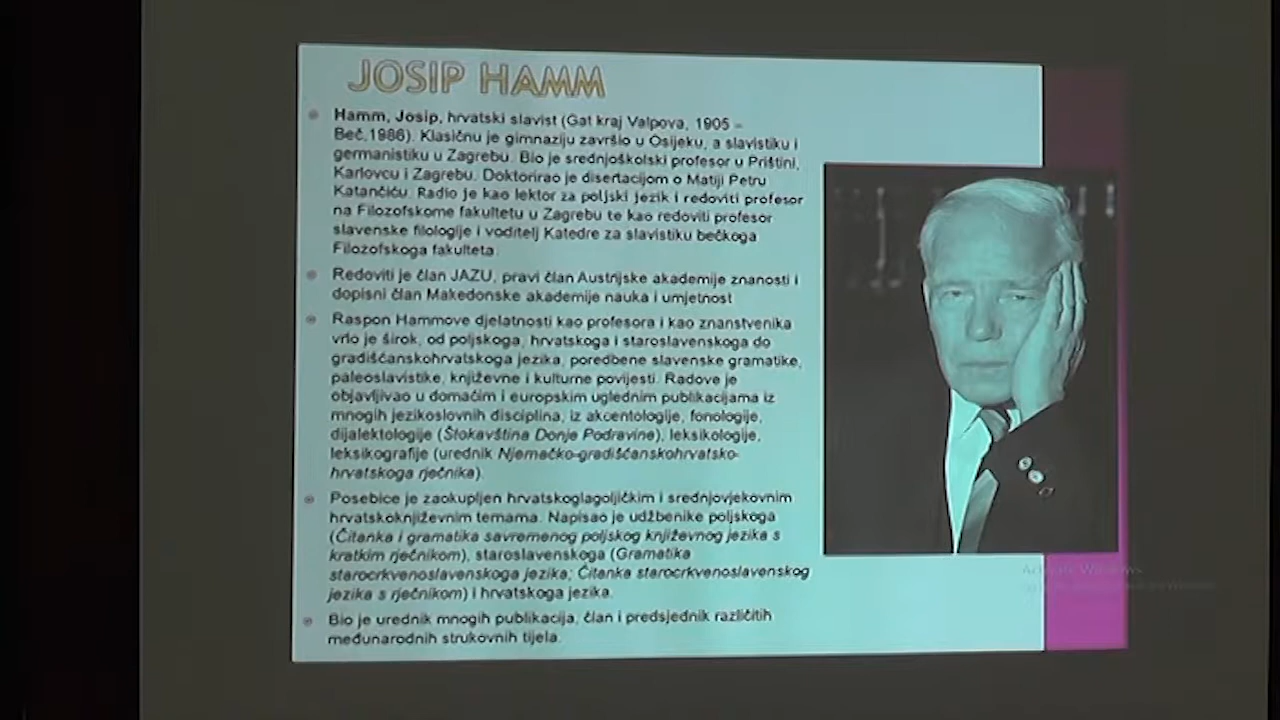 JOSIP HAMM
Hamm, Josip, hrvatski slavist (Gat kraj Valpova, 1905 –
Beč,1986). Klasičnu je gimnaziju završio u Osijeku, a slavistiku i
germanistiku u Zagrebu. Bio je srednjoškolski profesor u Prištini,
Karlovcu i Zagrebu. Doktorirao je disertacijom o Matiji Petru
Katančiću. Radio je kao lektor za poljski jezik i redoviti profesor
na Filozofskome fakultetu u Zagrebu te kao redoviti profesor
slavenske filologije i voditelj Katedre za slavistiku bečkoga
Filozofskoga fakulteta.
Redoviti je član JAZU, pravi član Austrijske akademije znanosti i
dopisni član Makedonske akademije nauka i umjetnost
Raspon Hammove djelatnosti kao profesora i kao znanstvenika
vrlo je širok, od poljskoga, hrvatskoga i staroslavenskoga do
gradišćanskohrvatskoga jezika, poredbene slavenske gramatike,
paleoslavistike, književne i kulturne povijesti. Radove je
objavljivao u domaćim i europskim uglednim publikacijama iz
mnogih jezikoslovnih disciplina, iz akcentologije, fonologije,
dijalektologije (Štokavština Donje Podravine), leksikologije,
leksikografije (urednik Njemačko-gradišćanskohrvatsko-
hrvatskoga rječnika).
Posebice je zaokupljen hrvatskoglagoljičkim i srednjovjekovnim
hrvatskoknjiževnim temama. Napisao je udžbenike poljskoga
(Čitanka i gramatika savremenog poljskog književnog jezika s
kratkim rječnikom), staroslavenskoga (Gramatika
starocrkvenoslavenskoga jezika; Čitanka starocrkvenoslavenskog
jezika s rječnikom) i hrvatskoga jezika.
Bio je urednik mnogih publikacija, član i predsjednik različitih
međunarodnih strukovnih tijela.
Activate Windows